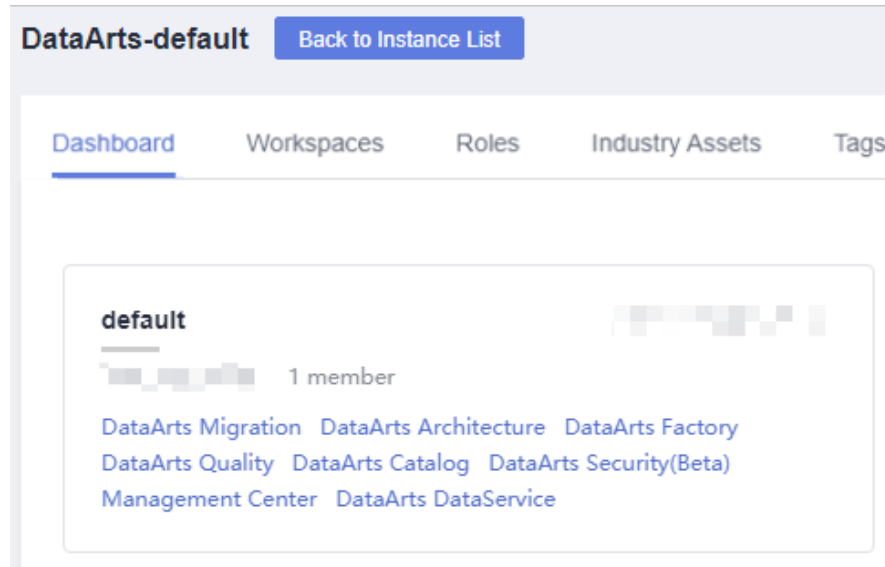 DataArts-default Back to Instance List
Dashboard Workspaces Roles Industry Assets Tags
default
1 member
DataArts Migration DataArts Architecture DataArts Factory
DataArts Quality DataArts Catalog DataArts Security(Beta)
Management Center DataArts DataService